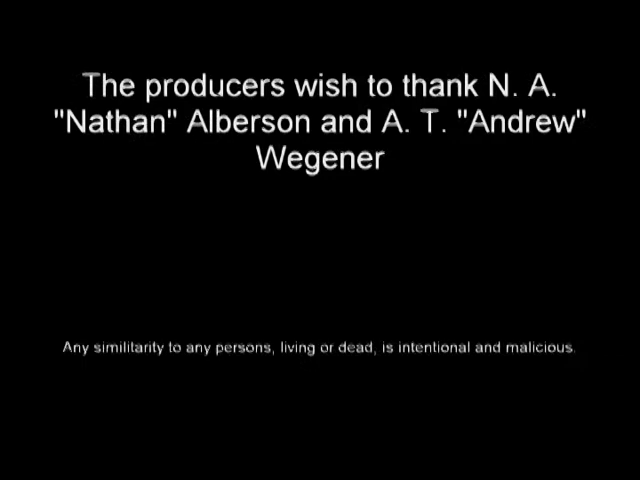 The producers wish to thank N. A.
"Nathan" Alberson and A. T. "Andrew"
Wegener
Any similitarity to any persons, living or dead, is intentional and malicious.